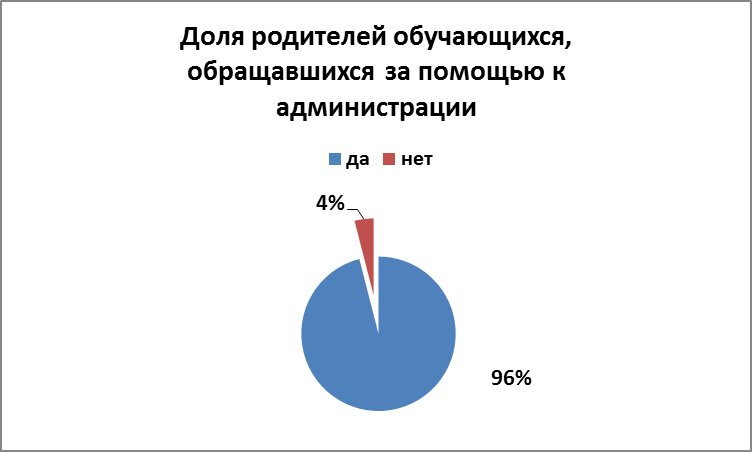 Доля родителей обучающихся,
обращавшихся за помощью к
администрации
да нет
4%
96%